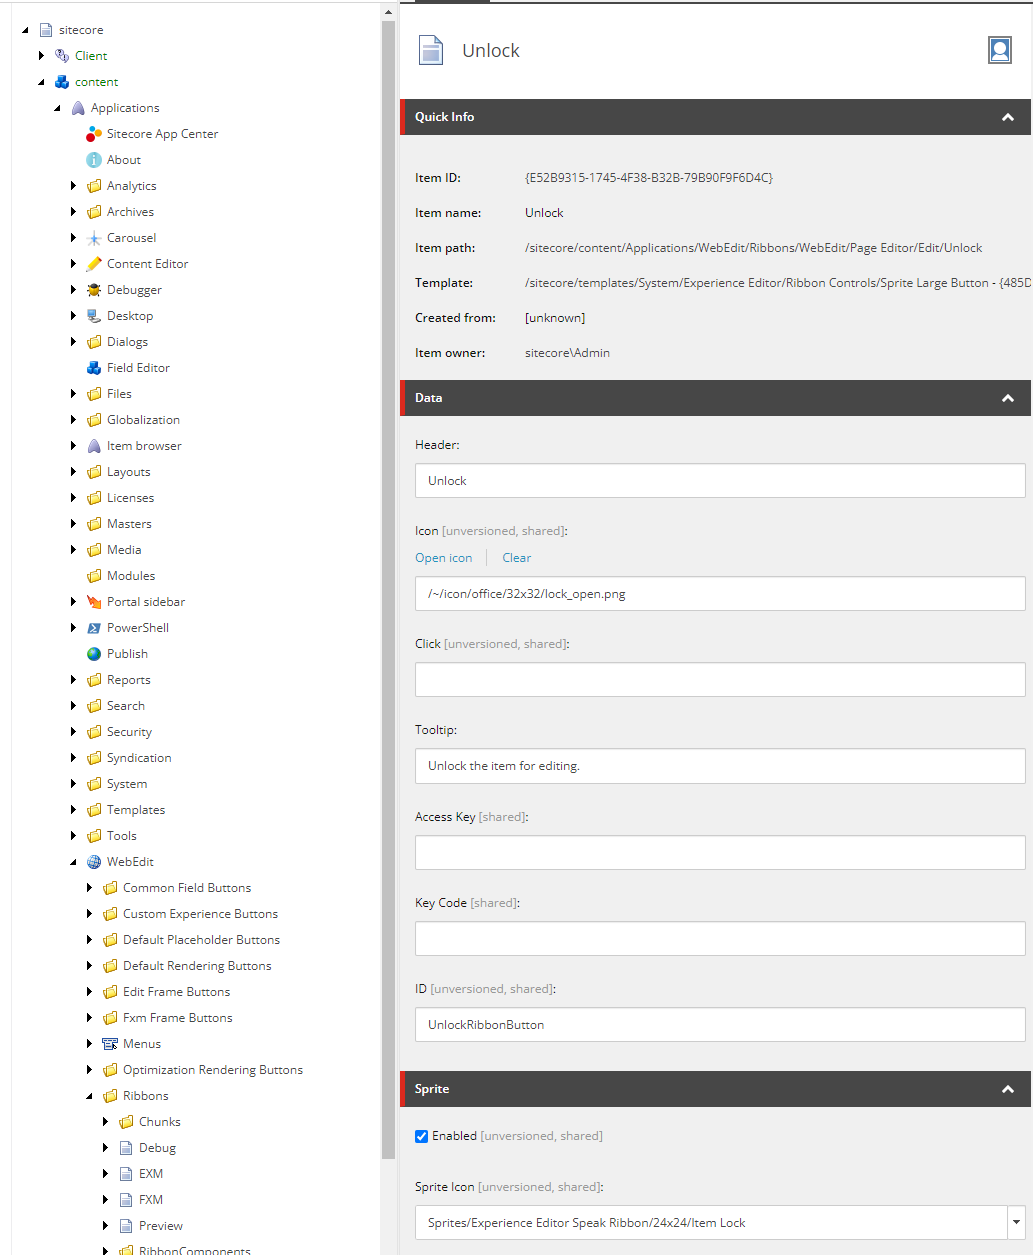 sitecore
Client
content
Applications
Sitecore App Center
About
Analytics
Archives
Carousel
Content Editor
Debugger
Desktop
Dialogs
Field Editor
Files
Globalization
Item browser
Layouts
Licenses
Masters
Media
Modules
Portal sidebar
PowerShell
Publish
Reports
Search
Security
Syndication
System
Templates
Tools
WebEdit
Common Field Buttons
Custom Experience Buttons
Default Placeholder Buttons
Default Rendering Buttons
Edit Frame Buttons
Fxm Frame Buttons
Menus
Optimization Rendering Buttons
Ribbons
Chunks
Debug
EXM
FXM
Preview
RibbonComponents
Unlock
Quick Info
Item ID: {E52B9315-1745-4F38-B32B-79B90F9F6D4C}
Item name: Unlock
Item path: /sitecore/content/Applications/WebEdit/Ribbons/WebEdit/Page Editor/Edit/Unlock
Template: /sitecore/templates/System/Experience Editor/Ribbon Controls/Sprite Large Button - {485D
Created from: [unknown]
Item owner: sitecore\Admin
Data
Header:
Unlock
Icon [unversioned, shared]:
Open icon Clear
/~/icon/office/32x32/lock_open.png
Click [unversioned, shared]:
Tooltip:
Unlock the item for editing.
Access Key [shared]:
Key Code [shared]:
ID [unversioned, shared]:
UnlockRibbonButton
Sprite
Enabled [unversioned, shared]
Sprite Icon [unversioned, shared]:
Sprites/Experience Editor Speak Ribbon/24x24/Item Lock